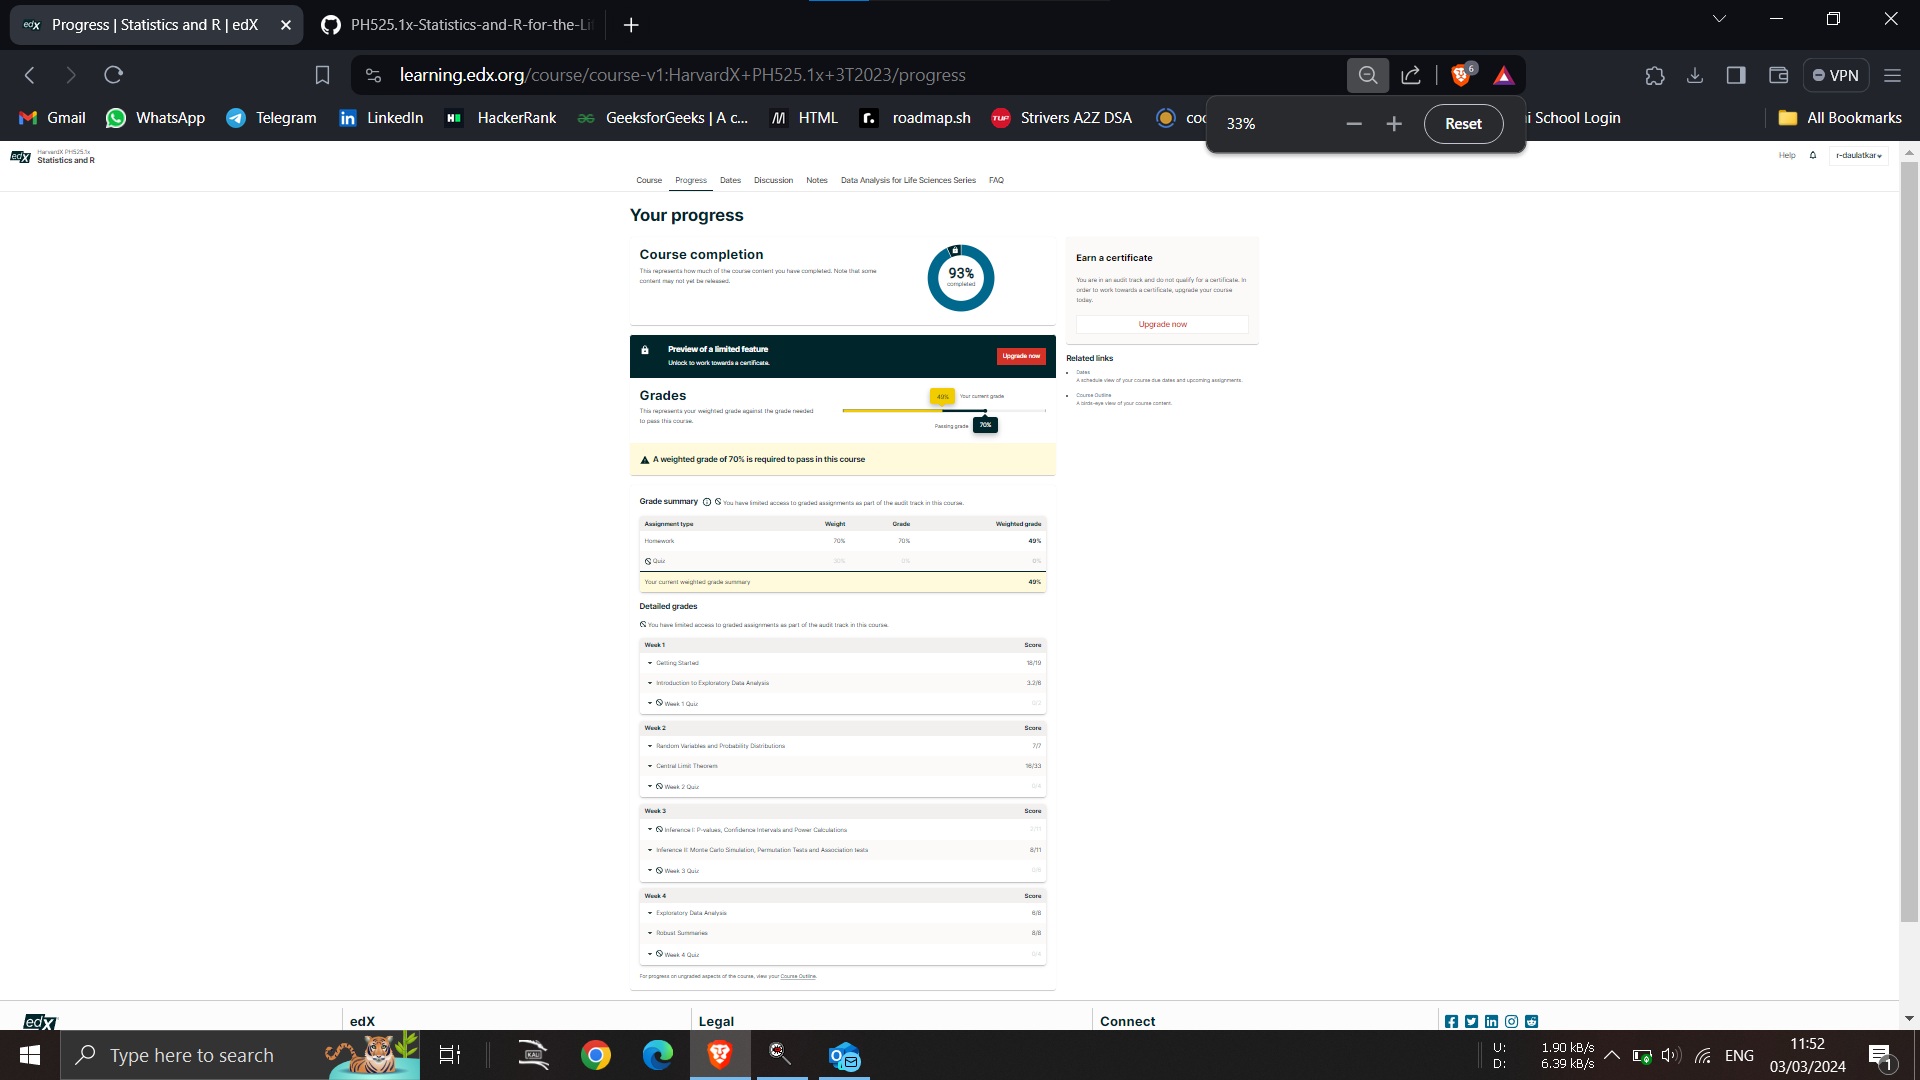 edX Progress | Statistics and R | edX
PH525.1x-Statistics-and-R-for-the-Li
learning.edx.org/course/course-v1:HarvardX+PH525.1x+3T2023/progress
6
VPN
Gmail WhatsApp Telegram LinkedIn HackerRank GeeksforGeeks | A c... HTML roadmap.sh Strivers A2Z DSA coc i School Login All Bookmarks
33% Reset
edX
HarvardX PH525.1x
Statistics and R
Help r-daulatkar
Course Progress Dates Discussion Notes Data Analysis for Life Sciences Series FAQ
Your progress
Course completion
This represents how much of the course content you have completed. Note that some
content may not yet be released.
93%
completed
Earn a certificate
You are in an audit track and do not qualify for a certificate. In
order to work towards a certificate, upgrade your course
today.
Upgrade now
Preview of a limited feature
Unlock to work towards a certificate.
Upgrade now
Related links
Dates
A schedule view of your course due dates and upcoming assignments.
Course Outline
A birds-eye view of your course content.
Grades
This represents your weighted grade against the grade needed
to pass this course.
49% Your current grade
Passing grade 70%
A weighted grade of 70% is required to pass in this course
Grade summary You have limited access to graded assignments as part of the audit track in this course.
Assignment type Weight Grade Weighted grade
Homework 70% 70% 49%
Quiz 30% 0% 0%
Your current weighted grade summary 49%
Detailed grades
You have limited access to graded assignments as part of the audit track in this course.
Week 1 Score
Getting Started 18/19
Introduction to Exploratory Data Analysis 3.2/6
Week 1 Quiz 0/2
Week 2 Score
Random Variables and Probability Distributions 7/7
Central Limit Theorem 18/33
Week 2 Quiz 0/4
Week 3 Score
Inference I: P-values, Confidence Intervals and Power Calculations 2/11
Inference II: Monte Carlo Simulation, Permutation Tests and Association tests 8/11
Week 3 Quiz
Week 4 Score
Exploratory Data Analysis 6/8
Robust Summaries 8/8
Week 4 Quiz 0/4
For progress on ungraded aspects of the course, view your Course Outline.
edX edX Legal Connect
Type here to search
U: 1.90 kB/s
D: 6.39 kB/s
ENG
11:52
03/03/2024
1